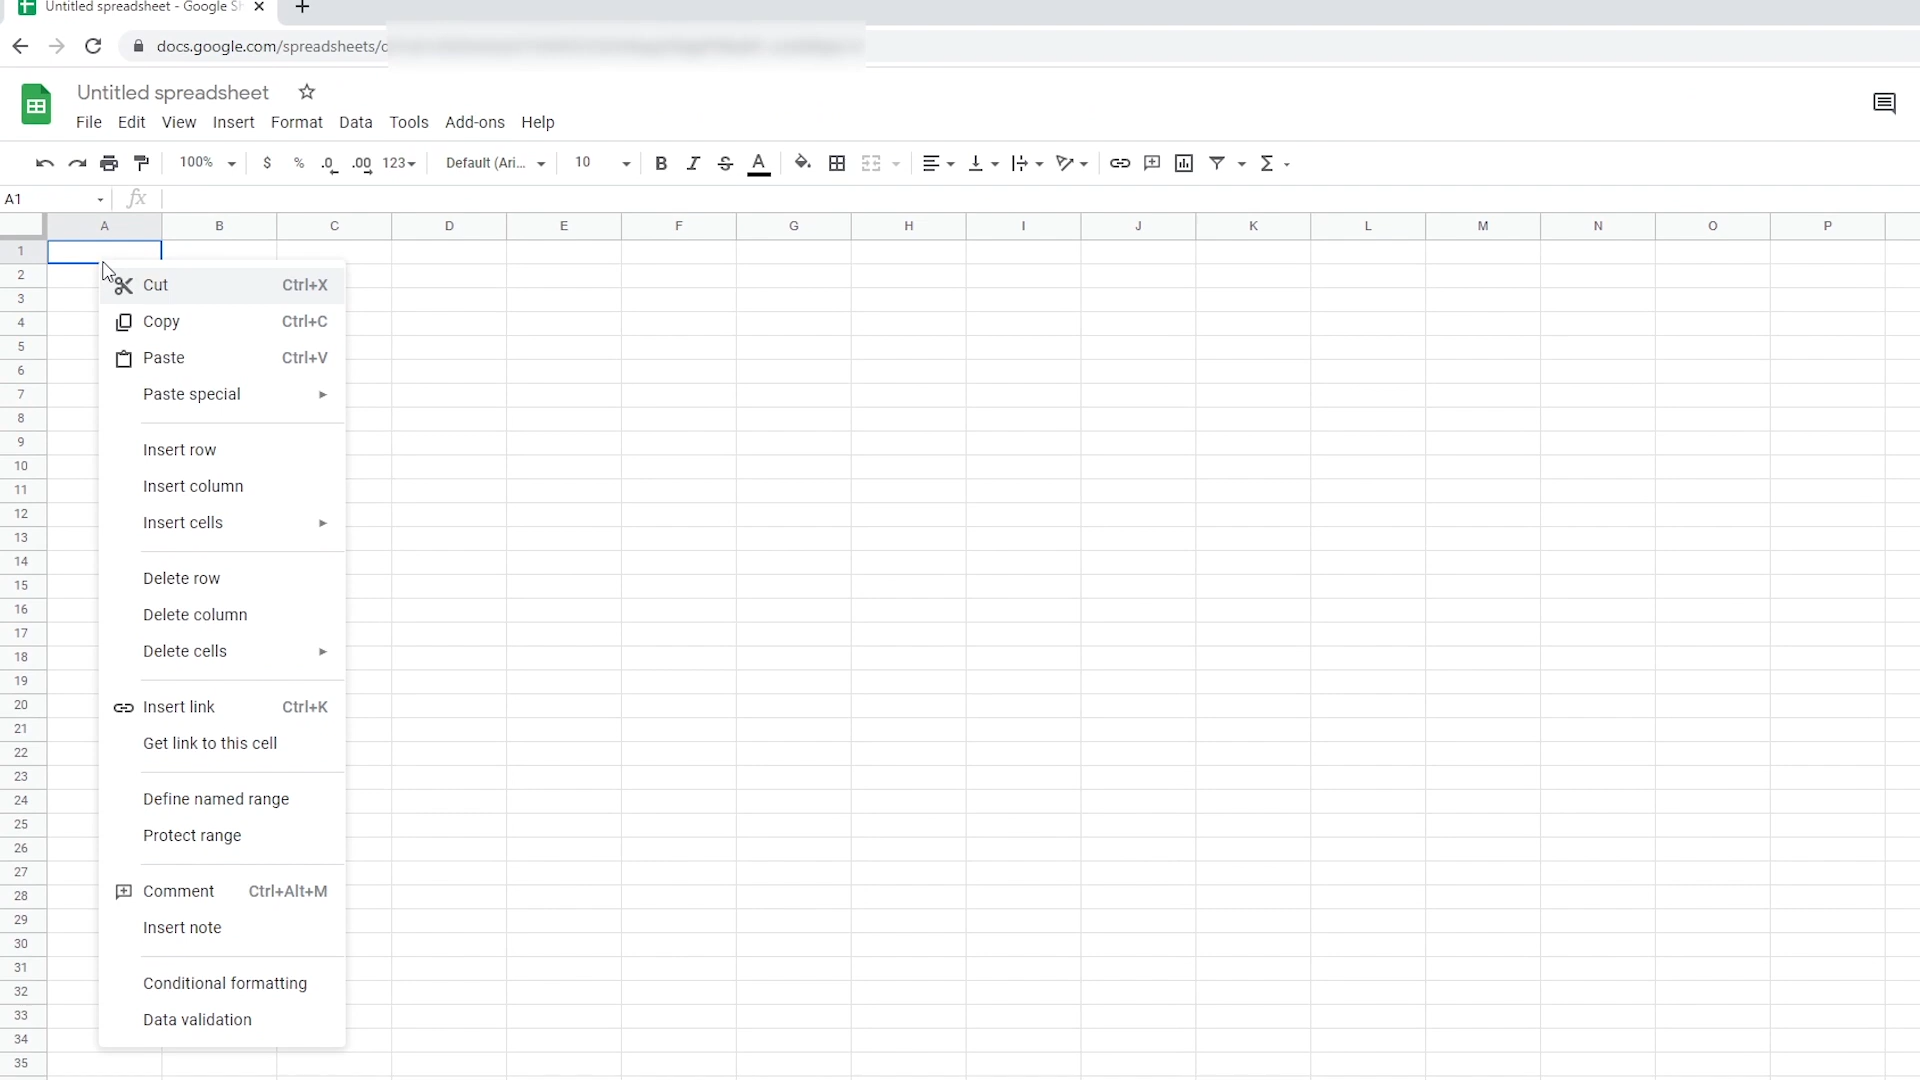 Untitled spreadsheet - Google S
docs.google.com/spreadsheets/
Untitled spreadsheet
File Edit View Insert Format Data Tools Add-ons Help
100% $ % .0 .00 123 Default (Ari... 10 B I S A Σ
A1 fx
A B C D E F G H I J K L M N O P
1
2
Cut Ctrl+X
3
4
Copy Ctrl+C
5
Paste Ctrl+V
6
7
Paste special
8
9
Insert row
10
11
Insert column
12
Insert cells
13
14
Delete row
15
16
Delete column
17
18
Delete cells
19
20
Insert link Ctrl+K
21
22
Get link to this cell
23
24
Define named range
25
26
Protect range
27
28
Comment Ctrl+Alt+M
29
Insert note
30
31
32
Conditional formatting
33
Data validation
34
35